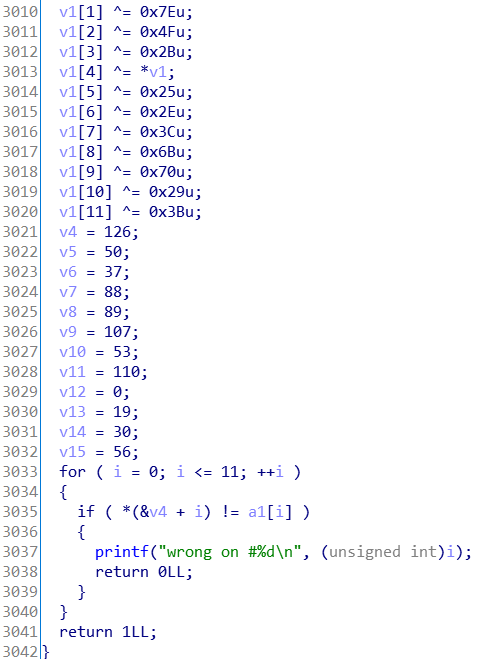 3010 v1[1] ^= 0x7Eu;
3011 v1[2] ^= 0x4Fu;
3012 v1[3] ^= 0x2Bu;
3013 v1[4] ^= *v1;
3014 v1[5] ^= 0x25u;
3015 v1[6] ^= 0x2Eu;
3016 v1[7] ^= 0x3Cu;
3017 v1[8] ^= 0x6Bu;
3018 v1[9] ^= 0x70u;
3019 v1[10] ^= 0x29u;
3020 v1[11] ^= 0x3Bu;
3021 v4 = 126;
3022 v5 = 50;
3023 v6 = 37;
3024 v7 = 88;
3025 v8 = 89;
3026 v9 = 107;
3027 v10 = 53;
3028 v11 = 110;
3029 v12 = 0;
3030 v13 = 19;
3031 v14 = 30;
3032 v15 = 56;
3033 for ( i = 0; i <= 11; ++i )
3034 {
3035 if ( *(&v4 + i) != a1[i] )
3036 {
3037 printf("wrong on #%d\n", (unsigned int)i);
3038 return 0LL;
3039 }
3040 }
3041 return 1LL;
3042 }